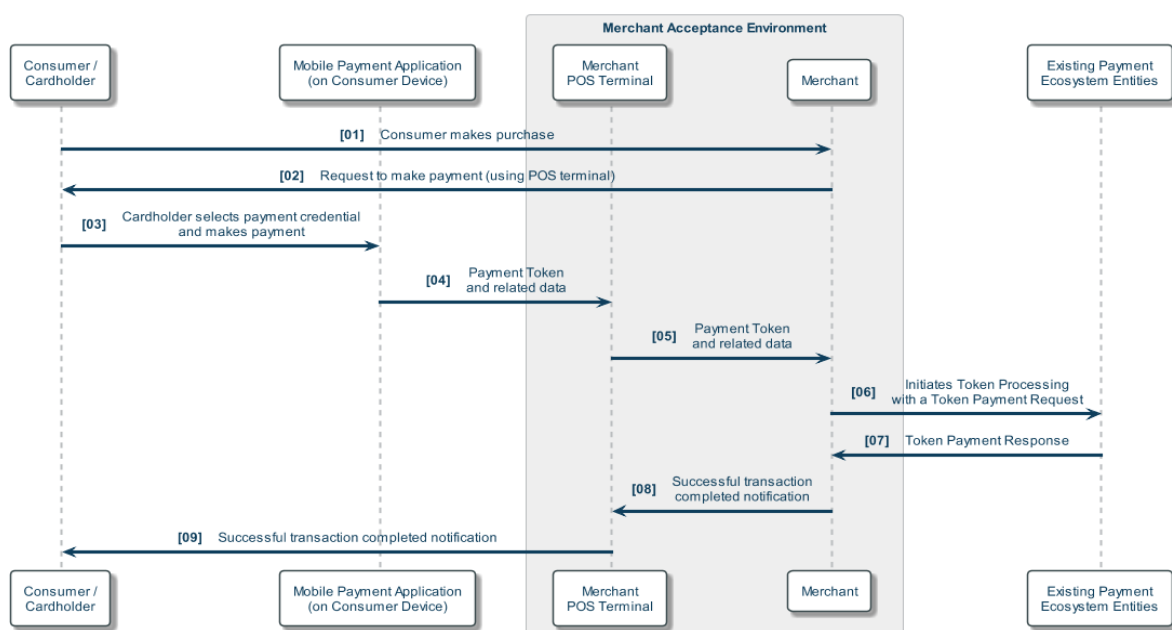 Merchant Acceptance Environment
Consumer /
Cardholder
Mobile Payment Application
(on Consumer Device)
Merchant
POS Terminal
Merchant
Existing Payment
Ecosystem Entities
[01] Consumer makes purchase
[02] Request to make payment (using POS terminal)
[03] Cardholder selects payment credential
and makes payment
[04] Payment Token
and related data
[05] Payment Token
and related data
[06] Initiates Token Processing
with a Token Payment Request
[07] Token Payment Response
[08] Successful transaction
completed notification
[09] Successful transaction completed notification
Consumer /
Cardholder
Mobile Payment Application
(on Consumer Device)
Merchant
POS Terminal
Merchant
Existing Payment
Ecosystem Entities